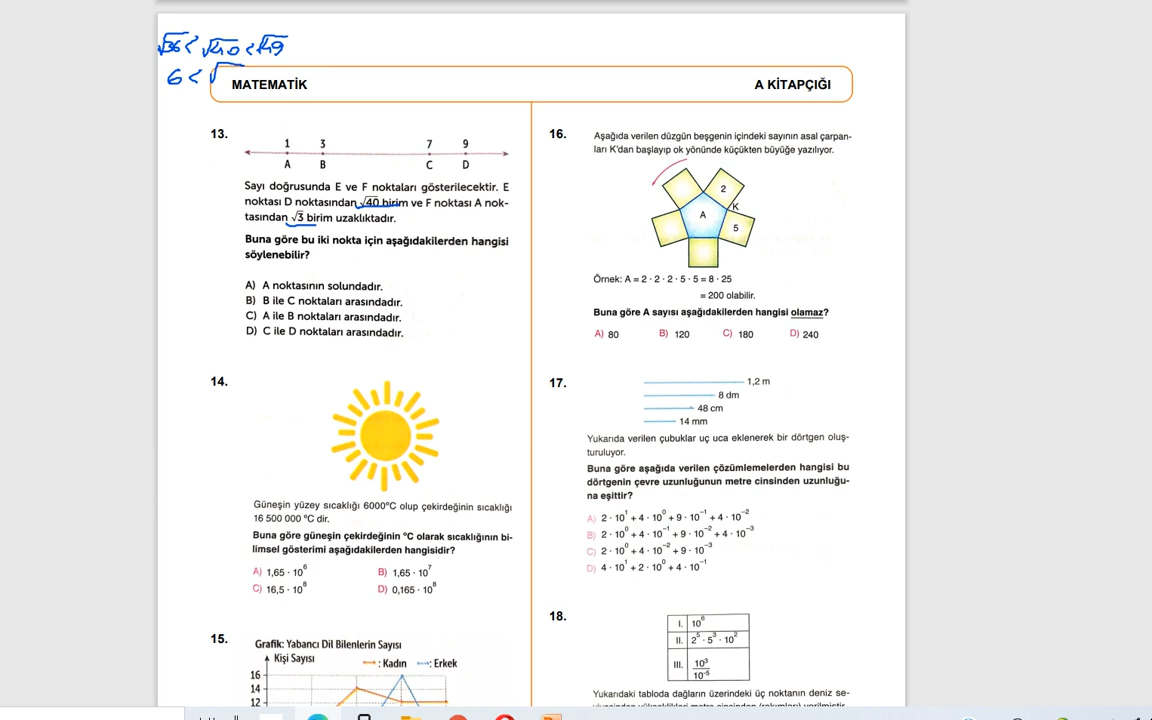 √36 < √40 < √49
6 < √
MATEMATİK
A KİTAPÇIĞI
13.
1 3 7 9
A B C D
Sayı doğrusunda E ve F noktaları gösterilecektir. E
noktası D noktasından √40 birim ve F noktası A nok-
tasından √3 birim uzaklıktadır.
Buna göre bu iki nokta için aşağıdakilerden hangisi
söylenebilir?
A) A noktasının solundadır.
B) B ile C noktaları arasındadır.
C) A ile B noktaları arasındadır.
D) C ile D noktaları arasındadır.
14.
Güneşin yüzey sıcaklığı 6000°C olup çekirdeğinin sıcaklığı
16 500 000 °C dir.
Buna göre güneşin çekirdeğinin °C olarak sıcaklığının bi-
limsel gösterimi aşağıdakilerden hangisidir?
A) 1,65 · 10⁶ B) 1,65 · 10⁷
C) 16,5 · 10⁸ D) 0,165 · 10⁸
15.
Grafik: Yabancı Dil Bilenlerin Sayısı
Kişi Sayısı : Kadın : Erkek
16
14
12
16.
Aşağıda verilen düzgün beşgenin içindeki sayının asal çarpan-
ları K'dan başlayıp ok yönünde küçükten büyüğe yazılıyor.
2
K
A
5
Örnek: A = 2 · 2 · 2 · 5 · 5 = 8 · 25
= 200 olabilir.
Buna göre A sayısı aşağıdakilerden hangisi olamaz?
A) 80 B) 120 C) 180 D) 240
17.
1,2 m
8 dm
48 cm
14 mm
Yukarıda verilen çubuklar uç uca eklenerek bir dörtgen oluş-
turuluyor.
Buna göre aşağıda verilen çözümlemelerden hangisi bu
dörtgenin çevre uzunluğunun metre cinsinden uzunluğu-
na eşittir?
A) 2 · 10¹ + 4 · 10⁰ + 9 · 10⁻¹ + 4 · 10⁻²
B) 2 · 10⁰ + 4 · 10⁻¹ + 9 · 10⁻² + 4 · 10⁻³
C) 2 · 10⁰ + 4 · 10⁻² + 9 · 10⁻³
D) 4 · 10¹ + 2 · 10⁰ + 4 · 10⁻¹
18.
I. 10⁶
II. 2⁵ · 5³ · 10²
III. 10³
10⁻⁵
Yukarıdaki tabloda dağların üzerindeki üç noktanın deniz se-